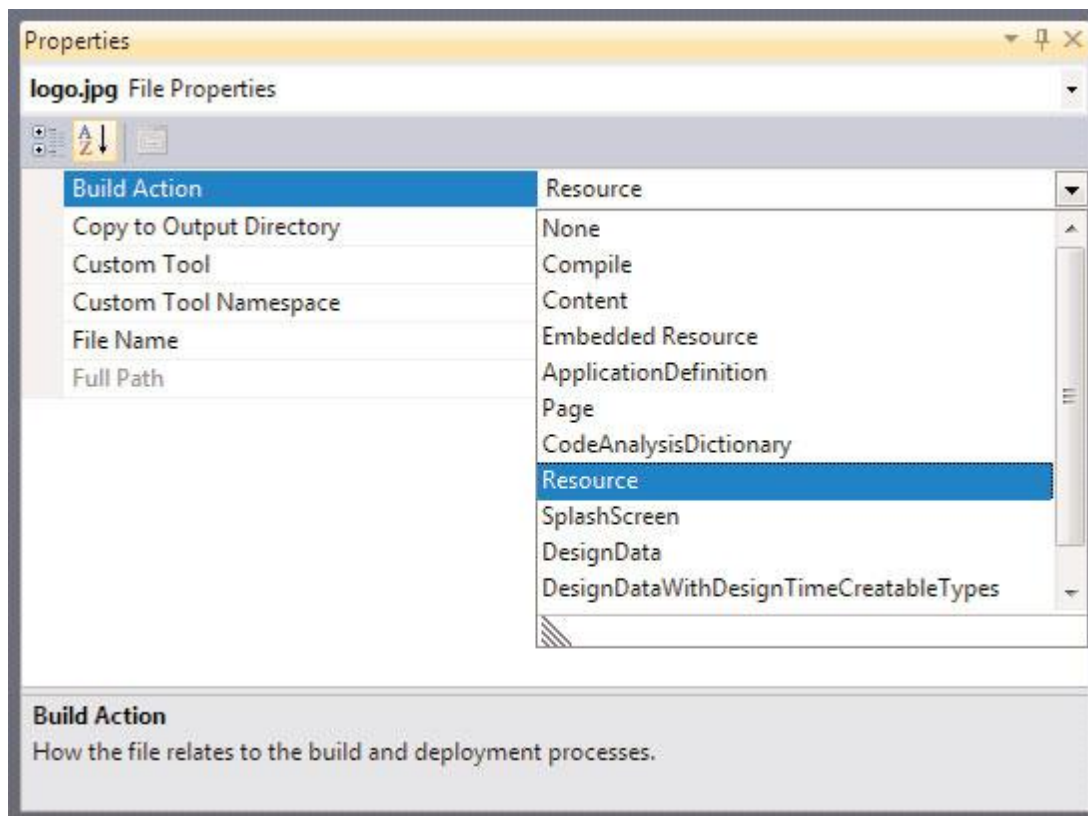 Properties
logo.jpg File Properties
Build Action Resource
Copy to Output Directory
None
Custom Tool
Compile
Custom Tool Namespace
Content
File Name
Embedded Resource
Full Path
ApplicationDefinition
Page
CodeAnalysisDictionary
Resource
SplashScreen
DesignData
DesignDataWithDesignTimeCreatableTypes
Build Action
How the file relates to the build and deployment processes.